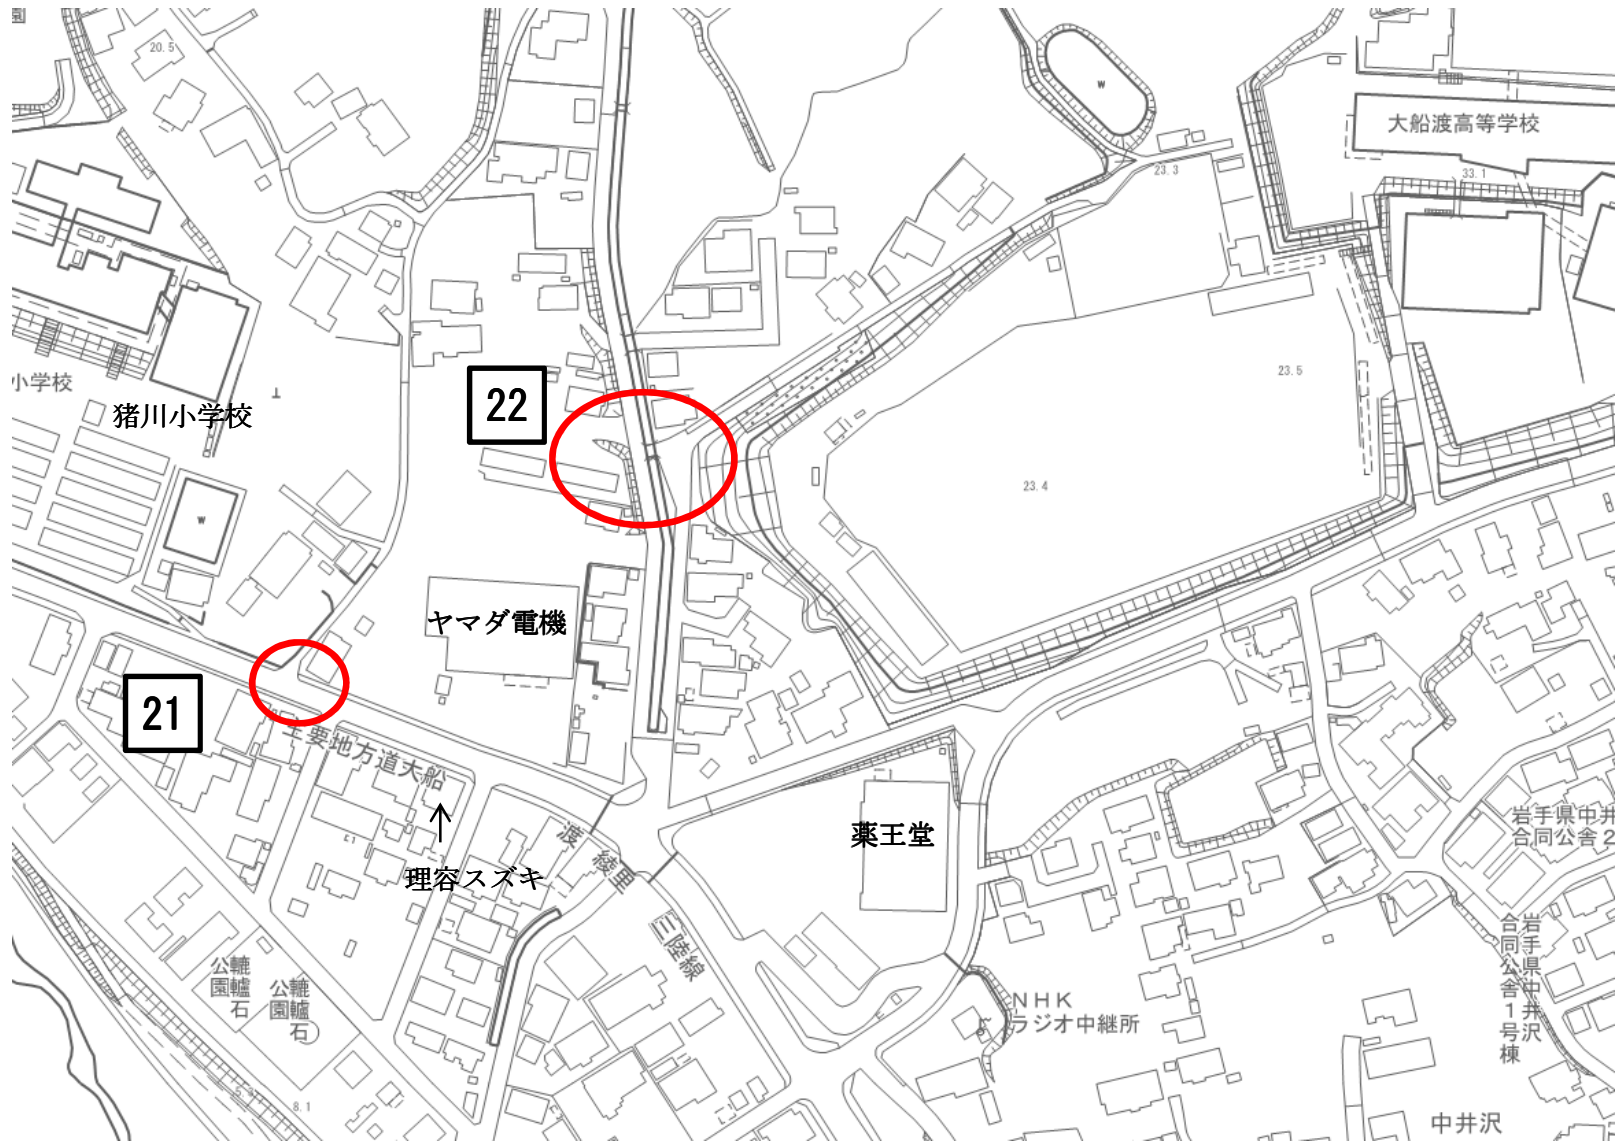 園
20.5
W
大船渡高等学校
23.3
33.1
小学校
猪川小学校
22
23.5
23.4
W
ヤマダ電機
21
主要地方道大船
渡
綾里
三陸線
理容スズキ
薬王堂
岩手県中井
合同公舎2
轆轤石
公園
轆轤石
公園
NHK
ラジオ中継所
岩手県中井沢
合同公舎1号棟
5.3
8.1
中井沢